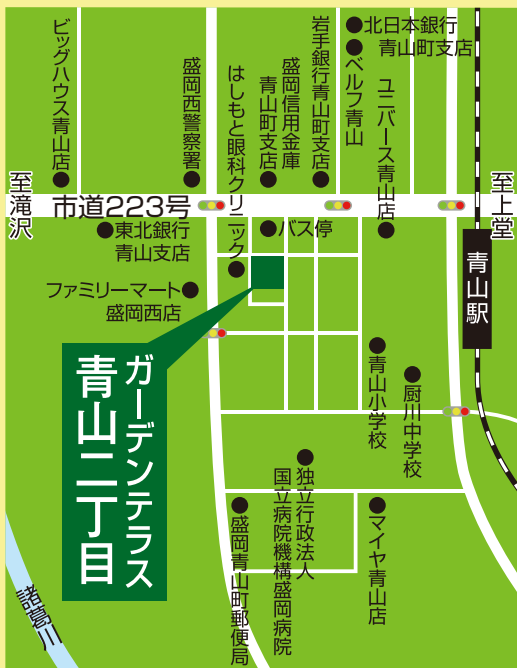 ビッグハウス青山店
盛岡西警察署
はしもと眼科クリニック
盛岡信用金庫
青山町支店
岩手銀行青山町支店
北日本銀行
青山町支店
ベルフ青山
ユニバース青山店
至滝沢
市道223号
至上堂
東北銀行
青山支店
バス停
青山駅
ファミリーマート
盛岡西店
ガーデンテラス
青山二丁目
青山小学校
厨川中学校
独立行政法人
国立病院機構盛岡病院
盛岡青山町郵便局
マイヤ青山店
諸葛川